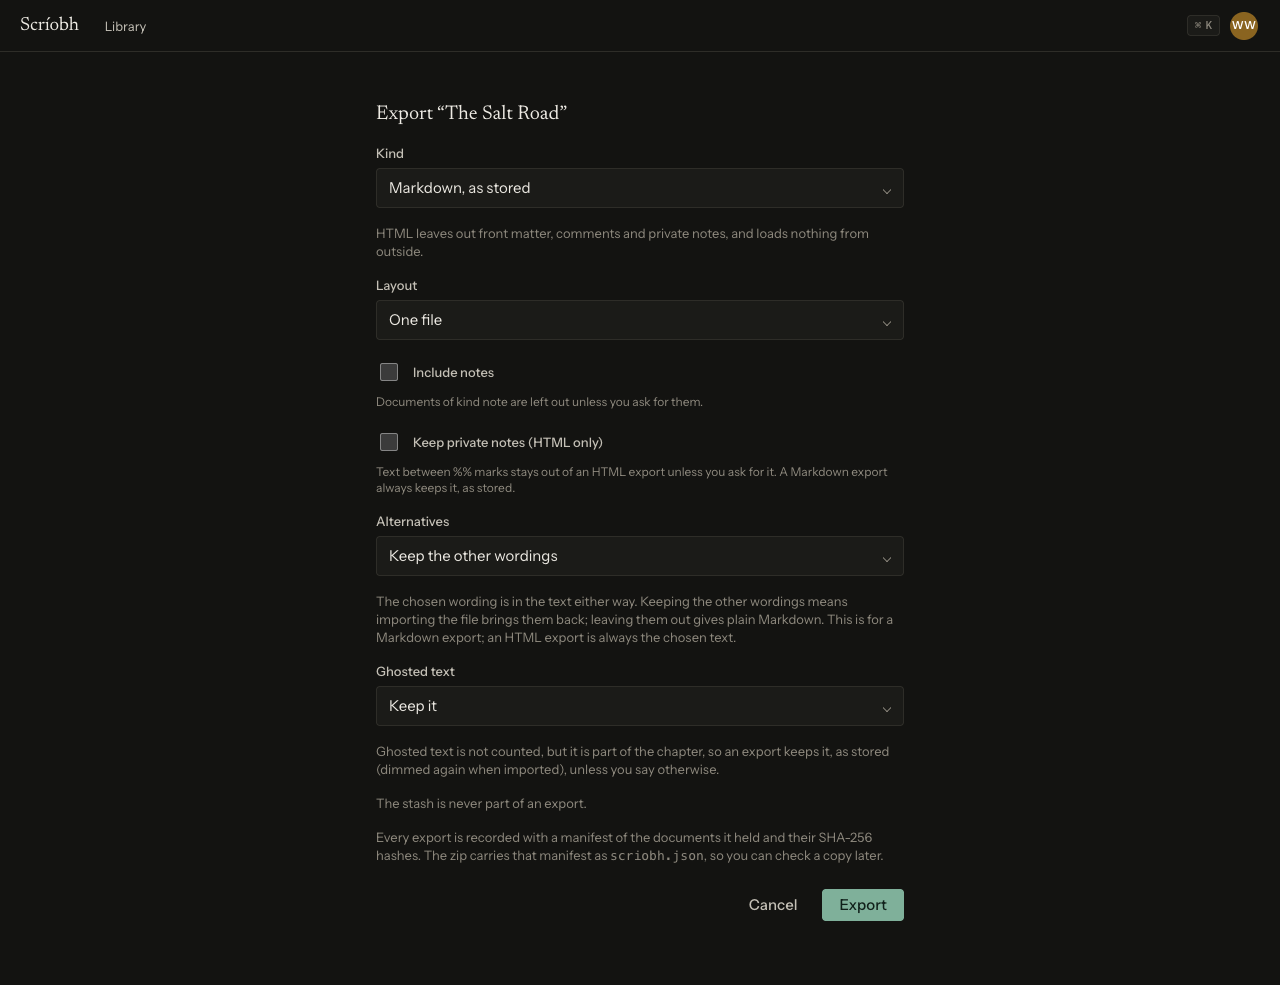 Scríobh
Library
⌘ K
WW
Export “The Salt Road”
Kind
Markdown, as stored
HTML leaves out front matter, comments and private notes, and loads nothing from
outside.
Layout
One file
Include notes
Documents of kind note are left out unless you ask for them.
Keep private notes (HTML only)
Text between %% marks stays out of an HTML export unless you ask for it. A Markdown export
always keeps it, as stored.
Alternatives
Keep the other wordings
The chosen wording is in the text either way. Keeping the other wordings means
importing the file brings them back; leaving them out gives plain Markdown. This is for a
Markdown export; an HTML export is always the chosen text.
Ghosted text
Keep it
Ghosted text is not counted, but it is part of the chapter, so an export keeps it, as stored
(dimmed again when imported), unless you say otherwise.
The stash is never part of an export.
Every export is recorded with a manifest of the documents it held and their SHA-256
hashes. The zip carries that manifest as scriobh.json, so you can check a copy later.
Cancel
Export